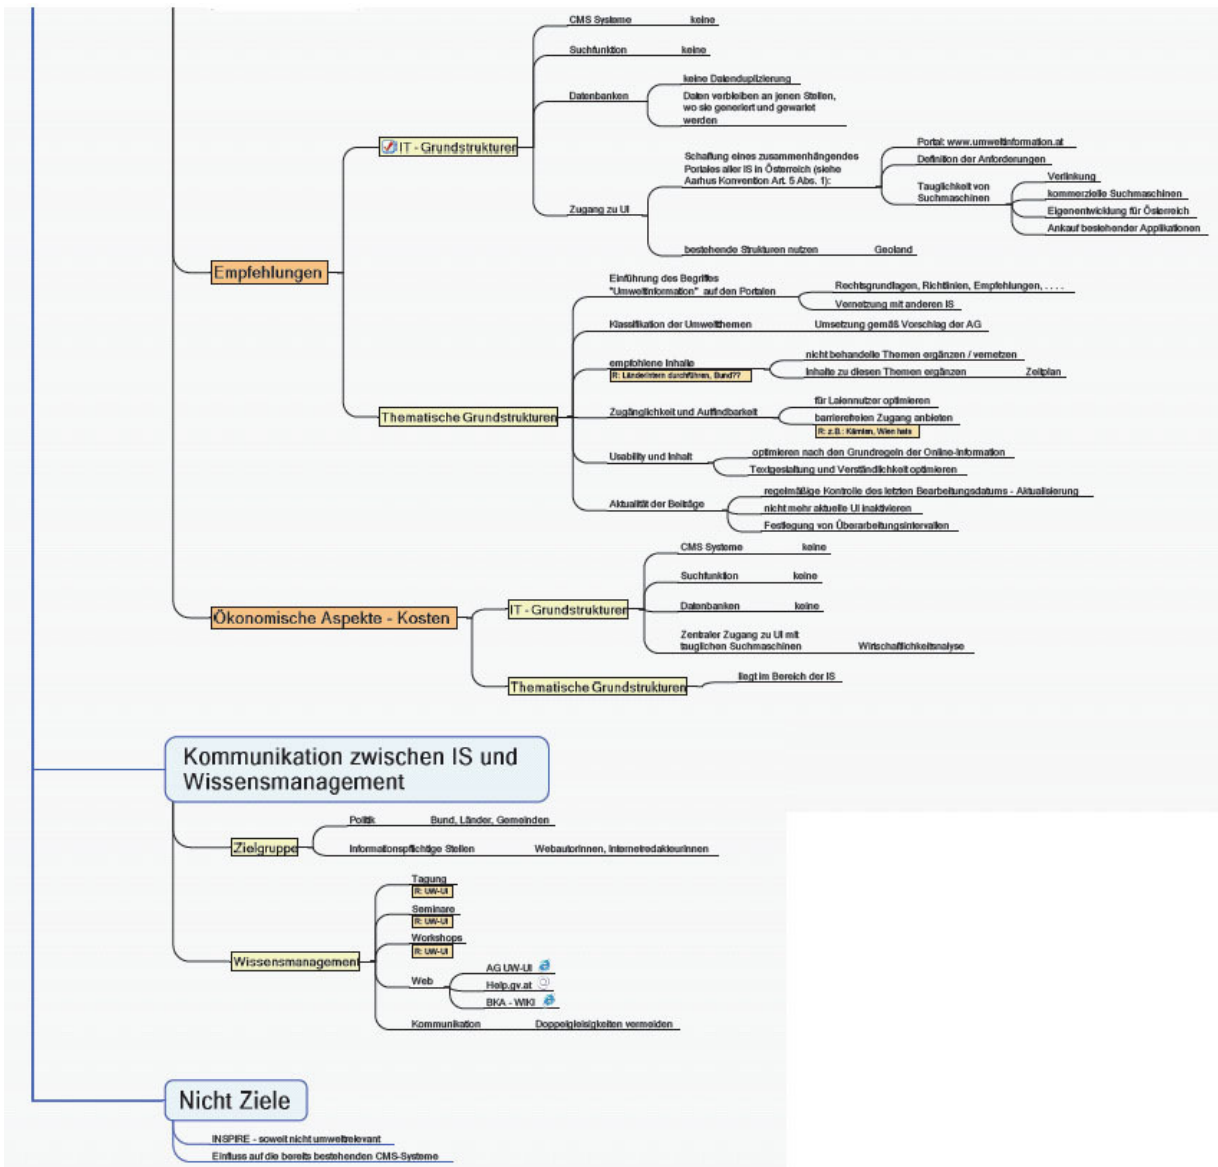 CMS Systeme keine
Suchfunktion keine
Datenbanken
keine Datenduplizierung
Daten verbleiben an jenen Stellen,
wo sie generiert und gewartet
werden
IT - Grundstrukturen
Zugang zu UI
Schaffung eines zusammenhängendes
Portales aller IS in Österreich (siehe
Aarhus Konvention Art. 5 Abs. 1):
Portal: www.umweltinformation.at
Definition der Anforderungen
Tauglichkeit von
Suchmaschinen
Verlinkung
kommerzielle Suchmaschinen
Eigenentwicklung für Österreich
Ankauf bestehender Applikationen
bestehende Strukturen nutzen Geoland
Empfehlungen
Einführung des Begriffes
"Umweltinformation" auf den Portalen
Rechtsgrundlagen, Richtlinien, Empfehlungen, . . . .
Vernetzung mit anderen IS
Klassifikation der Umweltthemen Umsetzung gemäß Vorschlag der AG
empfohlene Inhalte
R: Länderintern durchführen, Bund??
nicht behandelte Themen ergänzen / vernetzen
Inhalte zu diesen Themen ergänzen Zeitplan
Thematische Grundstrukturen
Zugänglichkeit und Auffindbarkeit
für Laiennutzer optimieren
barrierefreien Zugang anbieten
R: z.B.: Kärnten, Wien hats
Usability und Inhalt
optimieren nach den Grundregeln der Online-Information
Textgestaltung und Verständlichkeit optimieren
Aktualität der Beiträge
regelmäßige Kontrolle des letzten Bearbeitungsdatums - Aktualisierung
nicht mehr aktuelle UI inaktivieren
Festlegung von Überarbeitungsintervallen
Ökonomische Aspekte - Kosten
IT - Grundstrukturen
CMS Systeme keine
Suchfunktion keine
Datenbanken keine
Zentraler Zugang zu UI mit
tauglichen Suchmaschinen Wirtschaftlichkeitsnalyse
Thematische Grundstrukturen liegt im Bereich der IS
Kommunikation zwischen IS und
Wissensmanagement
Zielgruppe
Politik Bund, Länder, Gemeinden
Informationspflichtige Stellen WebautorInnen, InternetredakteurInnen
Wissensmanagement
Tagung
R: UW-UI
Seminare
R: UW-UI
Workshops
R: UW-UI
Web
AG UW-UI
Help.gv.at
BKA - WIKI
Kommunikation Doppelgleisigkeiten vermeiden
Nicht Ziele
INSPIRE - soweit nicht umweltrelevant
Einfluss auf die bereits bestehenden CMS-Systeme